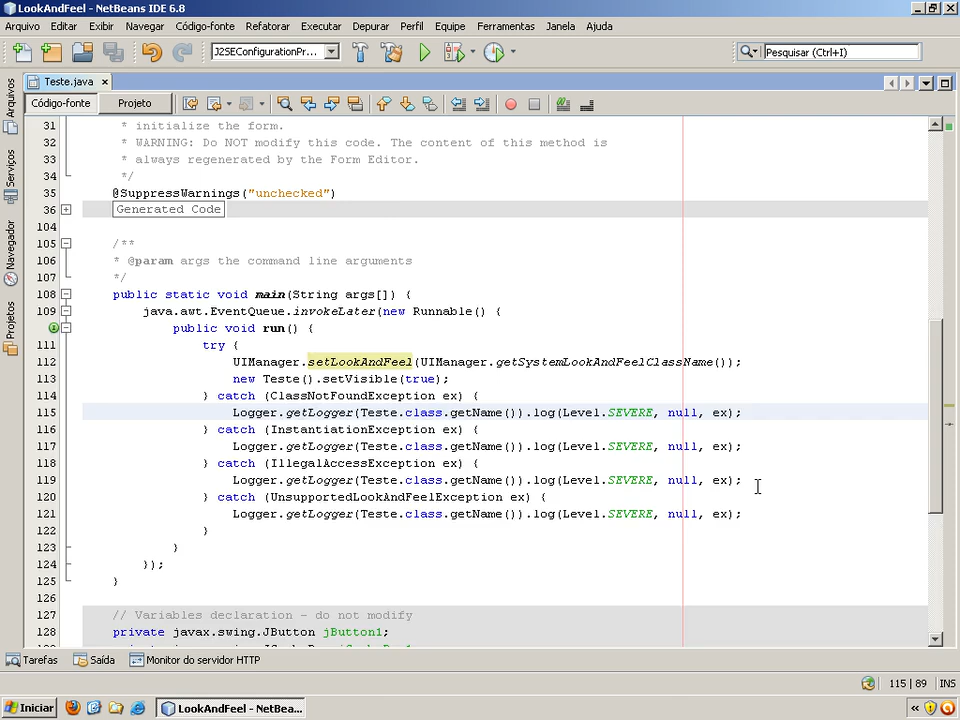 LookAndFeel - NetBeans IDE 6.8
Arquivo Editar Exibir Navegar Código-fonte Refatorar Executar Depurar Perfil Equipe Ferramentas Janela Ajuda
J2SEConfigurationPr...
Pesquisar (Ctrl+I)
Teste.java
Código-fonte Projeto
Arquivos
Serviços
Navegador
Projetos
31 * initialize the form.
32 * WARNING: Do NOT modify this code. The content of this method is
33 * always regenerated by the Form Editor.
34 */
35 @SuppressWarnings("unchecked")
36 Generated Code
104
105 /**
106 * @param args the command line arguments
107 */
108 public static void main(String args[]) {
109 java.awt.EventQueue.invokeLater(new Runnable() {
public void run() {
111 try {
112 UIManager.setLookAndFeel(UIManager.getSystemLookAndFeelClassName());
113 new Teste().setVisible(true);
114 } catch (ClassNotFoundException ex) {
115 Logger.getLogger(Teste.class.getName()).log(Level.SEVERE, null, ex);
116 } catch (InstantiationException ex) {
117 Logger.getLogger(Teste.class.getName()).log(Level.SEVERE, null, ex);
118 } catch (IllegalAccessException ex) {
119 Logger.getLogger(Teste.class.getName()).log(Level.SEVERE, null, ex);
120 } catch (UnsupportedLookAndFeelException ex) {
121 Logger.getLogger(Teste.class.getName()).log(Level.SEVERE, null, ex);
122 }
123 }
124 });
125 }
126
127 // Variables declaration - do not modify
128 private javax.swing.JButton jButton1;
Tarefas Saída Monitor do servidor HTTP
115 | 89 INS
Iniciar LookAndFeel - NetBea...